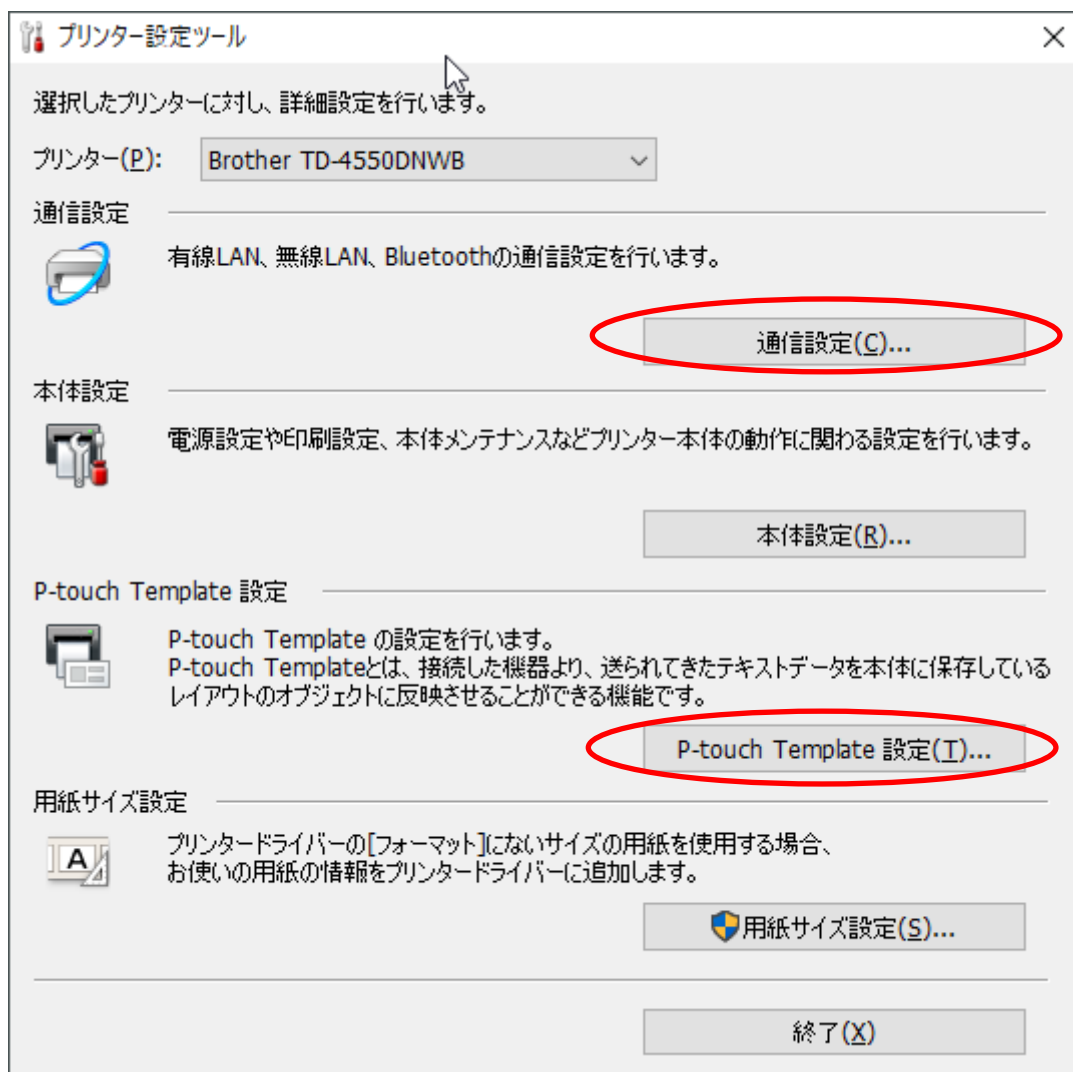 プリンター設定ツール
選択したプリンターに対し、詳細設定を行います。
プリンター(P):
Brother TD-4550DNWB
通信設定
有線LAN、無線LAN、Bluetoothの通信設定を行います。
通信設定(C)...
本体設定
電源設定や印刷設定、本体メンテナンスなどプリンター本体の動作に関わる設定を行います。
本体設定(R)...
P-touch Template 設定
P-touch Template の設定を行います。
P-touch Templateとは、接続した機器より、送られてきたテキストデータを本体に保存している
レイアウトのオブジェクトに反映させることができる機能です。
P-touch Template 設定(T)...
用紙サイズ設定
プリンタードライバーの[フォーマット]にないサイズの用紙を使用する場合、
お使いの用紙の情報をプリンタードライバーに追加します。
A
用紙サイズ設定(S)...
終了(X)